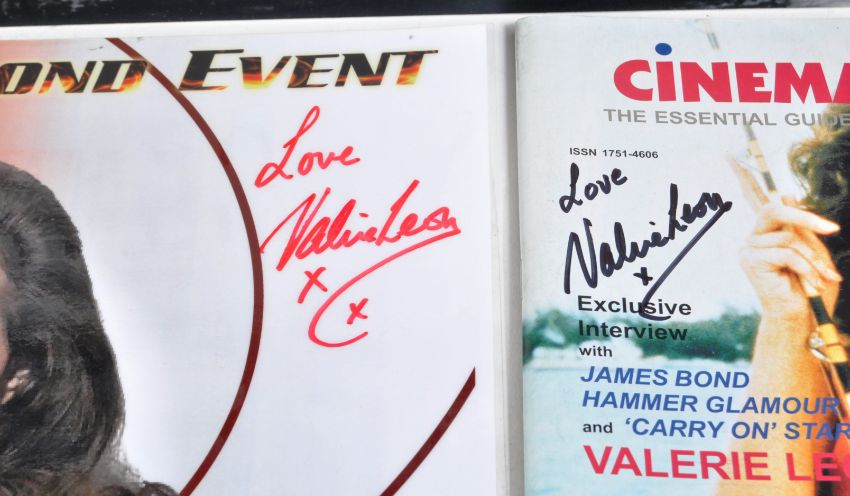 OND EVENT
Love
Valerie Leon
x
x
CINEMA
THE ESSENTIAL GUIDE
ISSN 1751-4606
Love
Valerie Leon
x
Exclusive
Interview
with
JAMES BOND
HAMMER GLAMOUR
and 'CARRY ON' STAR
VALERIE LEO